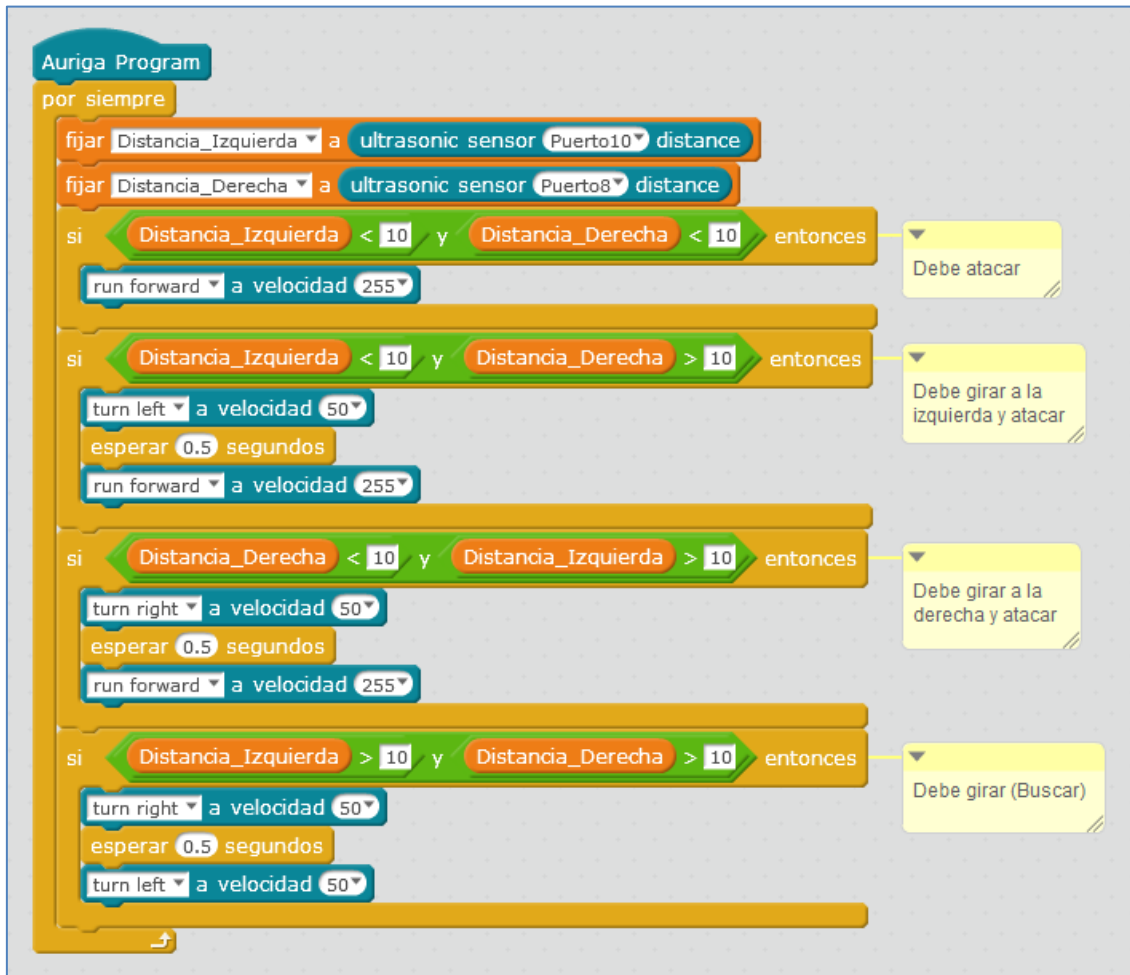 Auriga Program
por siempre
fijar Distancia_Izquierda a ultrasonic sensor Puerto10 distance
fijar Distancia_Derecha a ultrasonic sensor Puerto8 distance
si Distancia_Izquierda < 10 y Distancia_Derecha < 10 entonces
Debe atacar
run forward a velocidad 255
si Distancia_Izquierda < 10 y Distancia_Derecha > 10 entonces
Debe girar a la
izquierda y atacar
turn left a velocidad 50
esperar 0.5 segundos
run forward a velocidad 255
si Distancia_Derecha < 10 y Distancia_Izquierda > 10 entonces
Debe girar a la
derecha y atacar
turn right a velocidad 50
esperar 0.5 segundos
run forward a velocidad 255
si Distancia_Izquierda > 10 y Distancia_Derecha > 10 entonces
Debe girar (Buscar)
turn right a velocidad 50
esperar 0.5 segundos
turn left a velocidad 50